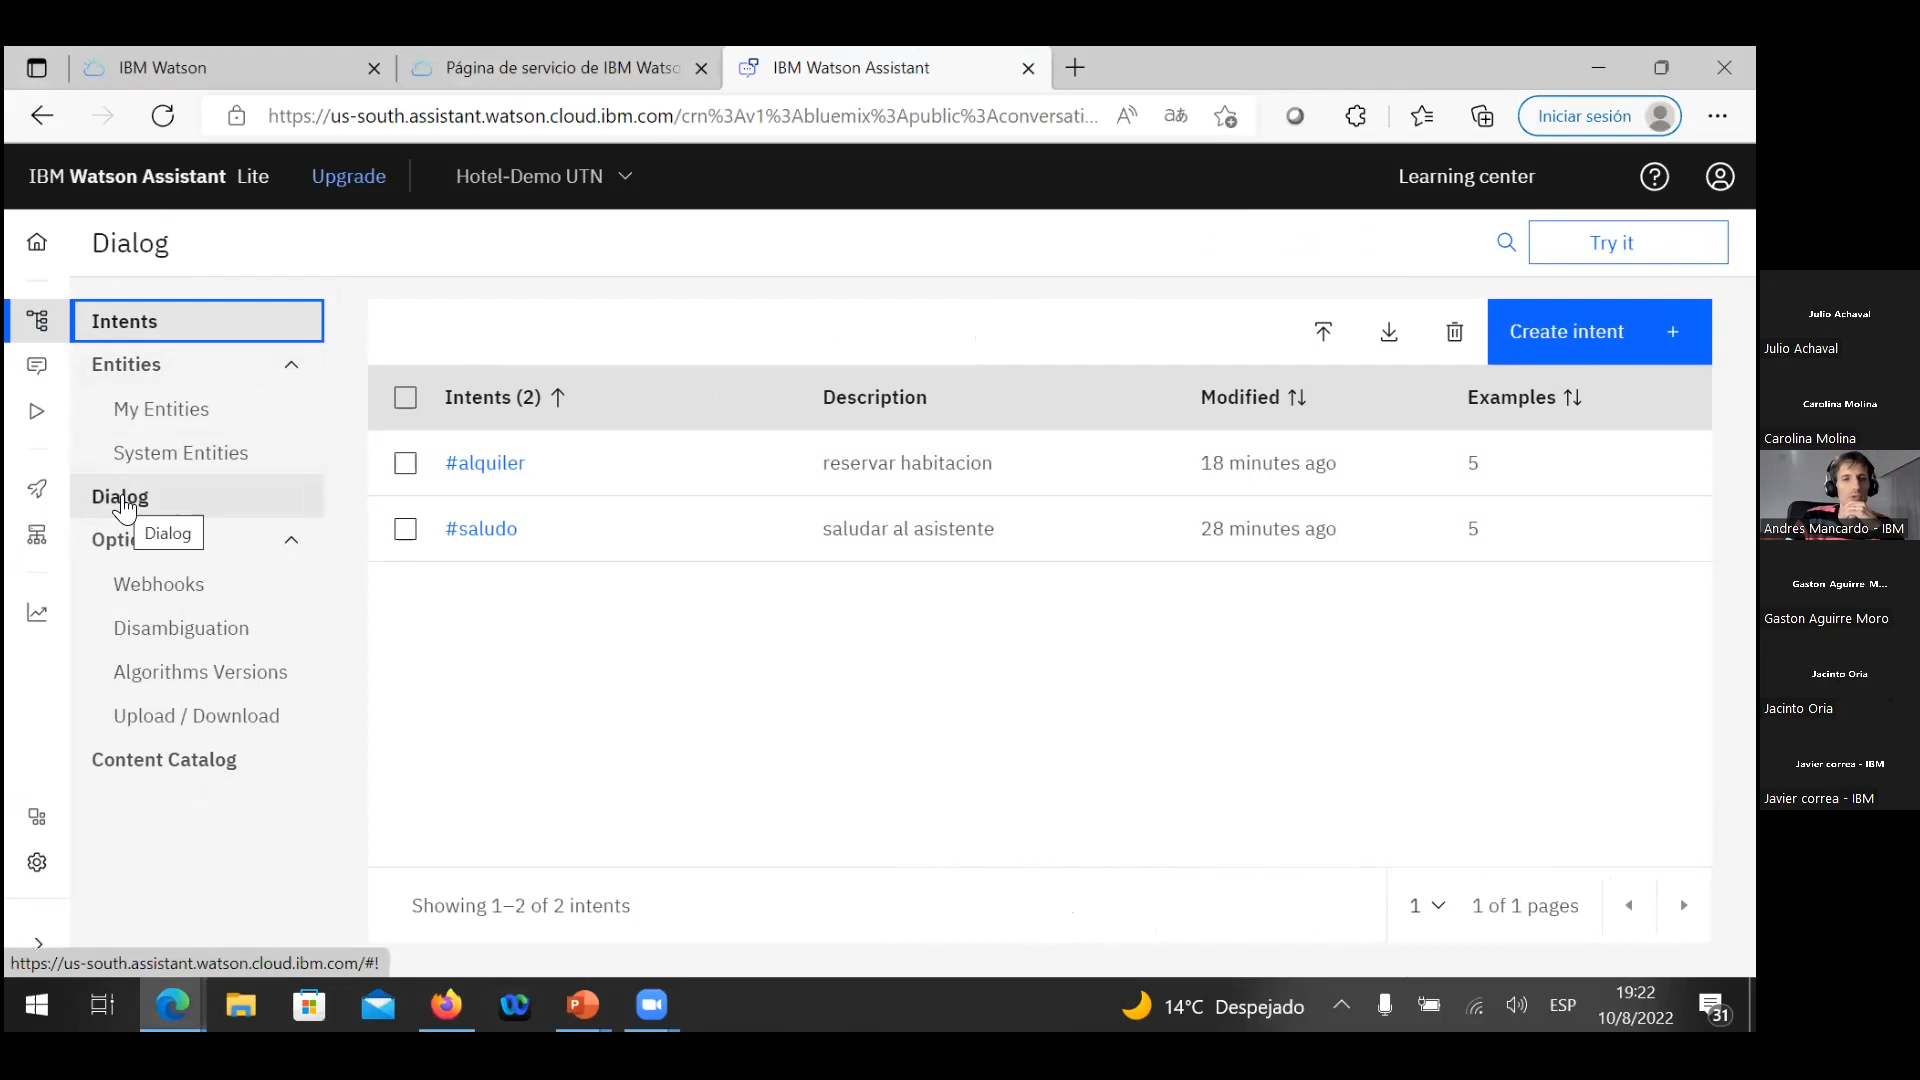 IBM Watson
Página de servicio de IBM Watso
IBM Watson Assistant
https://us-south.assistant.watson.cloud.ibm.com/crn%3Av1%3Abluemix%3Apublic%3Aconversati...
Iniciar sesión
IBM Watson Assistant Lite
Upgrade
Hotel-Demo UTN
Learning center
Dialog
Try it
Intents
Entities
My Entities
System Entities
Dialog
Dialog
Opti
Webhooks
Disambiguation
Algorithms Versions
Upload / Download
Content Catalog
Create intent +
Intents (2) Description Modified Examples
#alquiler reservar habitacion 18 minutes ago 5
#saludo saludar al asistente 28 minutes ago 5
Showing 1–2 of 2 intents
1 1 of 1 pages
https://us-south.assistant.watson.cloud.ibm.com/#!
14°C Despejado
ESP
19:22
10/8/2022
31
Julio Achaval
Julio Achaval
Carolina Molina
Carolina Molina
Andres Mancardo - IBM
Gaston Aguirre M...
Gaston Aguirre Moro
Jacinto Oria
Jacinto Oria
Javier correa - IBM
Javier correa - IBM